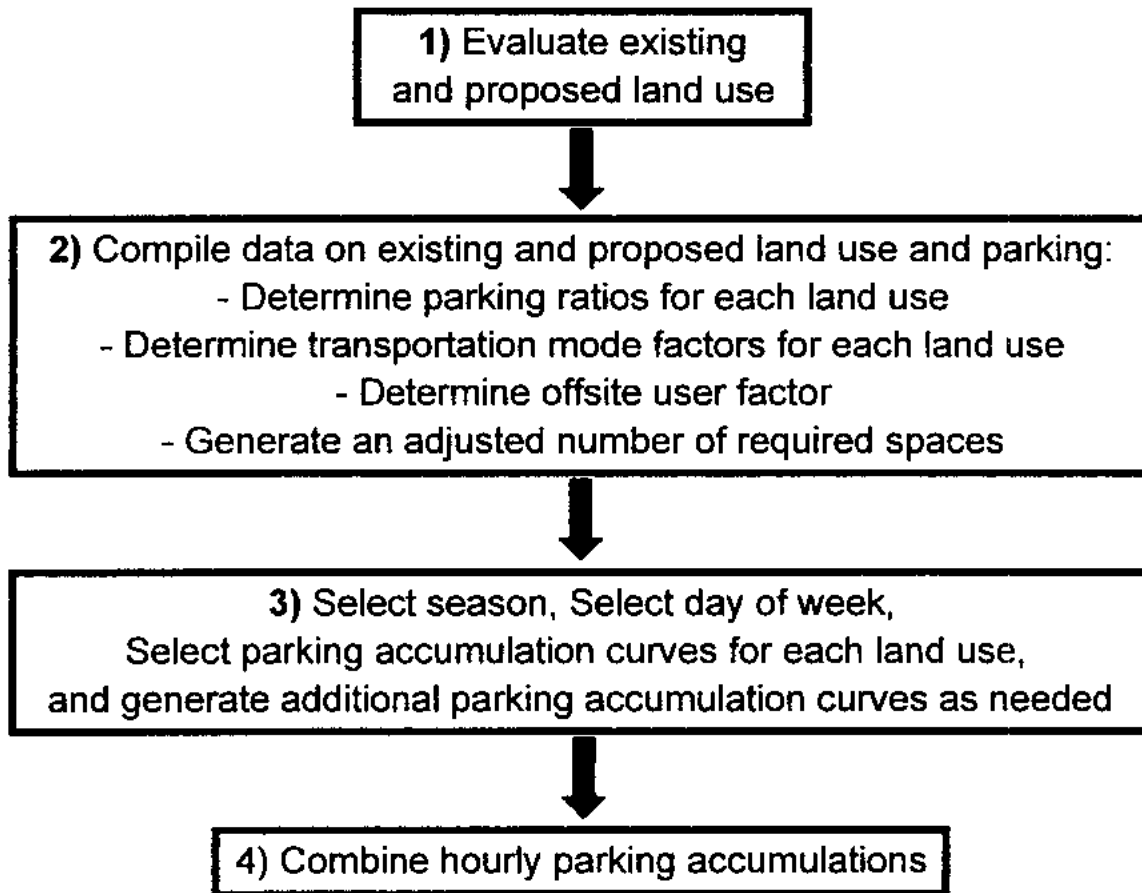 1) Evaluate existing
and proposed land use
2) Compile data on existing and proposed land use and parking:
- Determine parking ratios for each land use
- Determine transportation mode factors for each land use
- Determine offsite user factor
- Generate an adjusted number of required spaces
3) Select season, Select day of week,
Select parking accumulation curves for each land use,
and generate additional parking accumulation curves as needed
4) Combine hourly parking accumulations